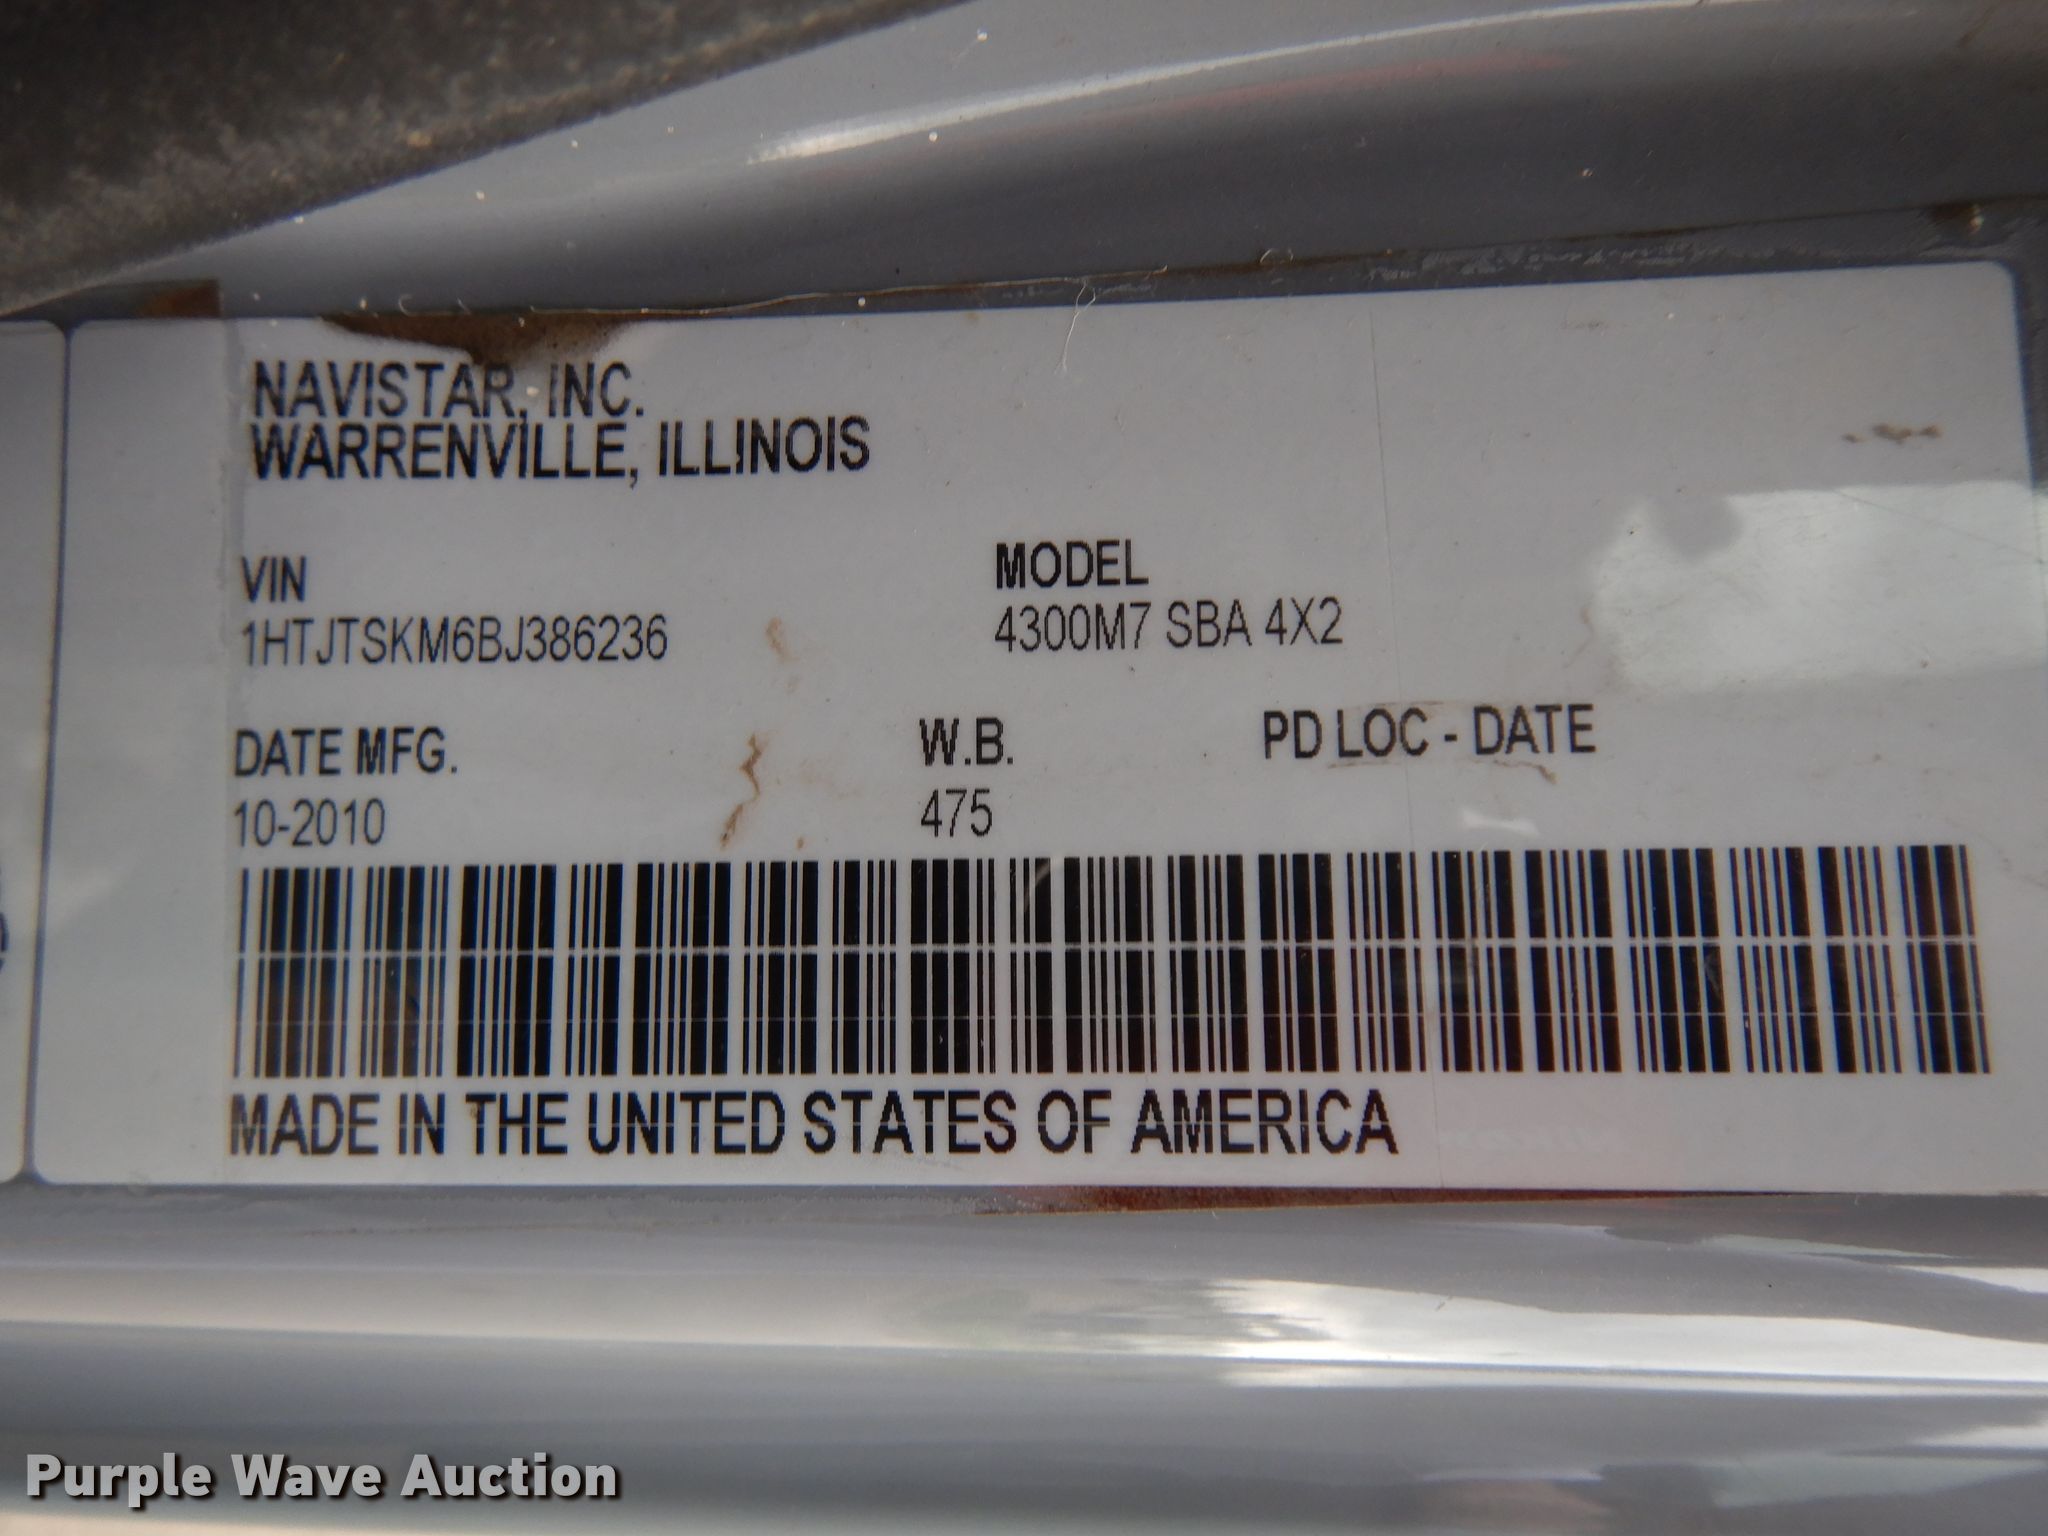 NAVISTAR, INC.
WARRENVILLE, ILLINOIS
VIN
1HTJTSKM6BJ386236
MODEL
4300M7 SBA 4X2
DATE MFG.
10-2010
W.B.
475
PD LOC - DATE
MADE IN THE UNITED STATES OF AMERICA
Purple Wave Auction